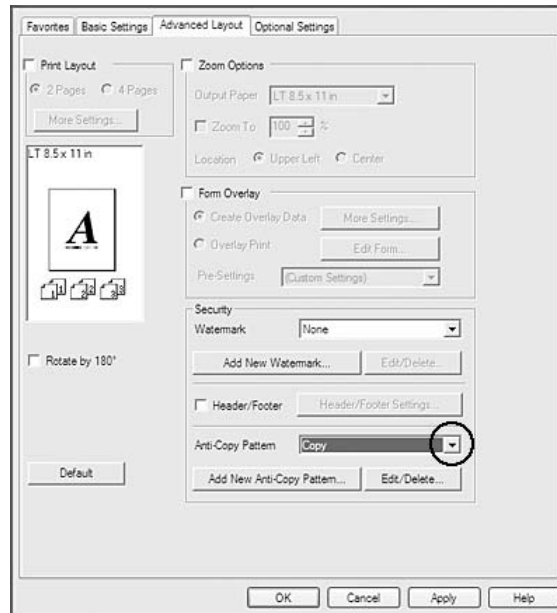 Favorites Basic Settings Advanced Layout Optional Settings
Print Layout
2 Pages 4 Pages
More Settings...
LT 8.5 x 11 in
A
1 2 3
Rotate by 180°
Default
Zoom Options
Output Paper LT 8.5 x 11 in
Zoom To 100 %
Location Upper Left Center
Form Overlay
Create Overlay Data More Settings...
Overlay Print Edit Form...
Pre-Settings (Custom Settings)
Security
Watermark None
Add New Watermark... Edit/Delete...
Header/Footer Header/Footer Settings...
Anti-Copy Pattern Copy
Add New Anti-Copy Pattern... Edit/Delete...
OK Cancel Apply Help